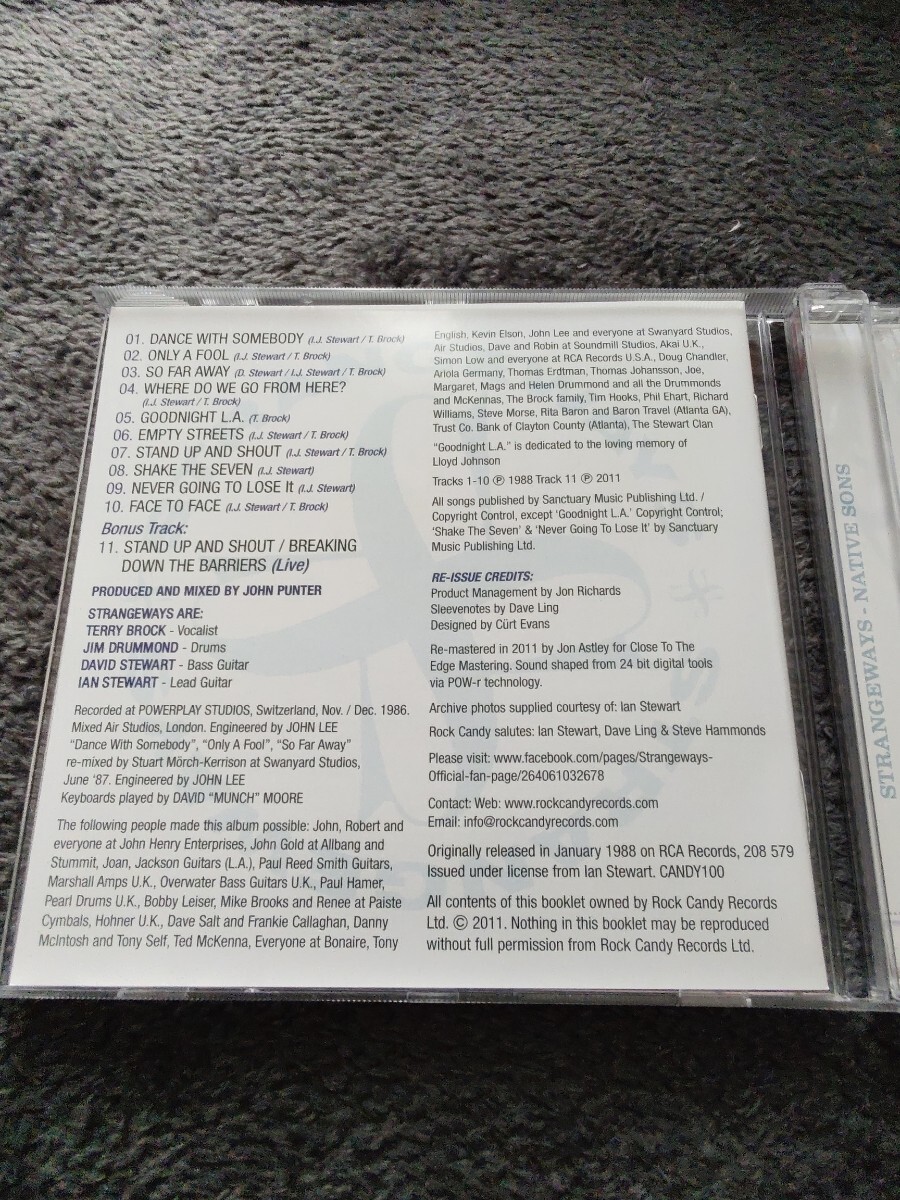 01. DANCE WITH SOMEBODY (I.J. Stewart / T. Brock)
02. ONLY A FOOL (I.J. Stewart / T. Brock)
03. SO FAR AWAY (D. Stewart / I.J. Stewart / T. Brock)
04. WHERE DO WE GO FROM HERE?
(I.J. Stewart / T. Brock)
05. GOODNIGHT L.A. (T. Brock)
06. EMPTY STREETS (I.J. Stewart / T. Brock)
07. STAND UP AND SHOUT (I.J. Stewart / T. Brock)
08. SHAKE THE SEVEN (I.J. Stewart)
09. NEVER GOING TO LOSE It (I.J. Stewart)
10. FACE TO FACE (I.J. Stewart / T. Brock)
Bonus Track:
11. STAND UP AND SHOUT / BREAKING
DOWN THE BARRIERS (Live)
PRODUCED AND MIXED BY JOHN PUNTER
STRANGEWAYS ARE:
TERRY BROCK - Vocalist
JIM DRUMMOND - Drums
DAVID STEWART - Bass Guitar
IAN STEWART - Lead Guitar
Recorded at POWERPLAY STUDIOS, Switzerland, Nov. / Dec. 1986.
Mixed Air Studios, London. Engineered by JOHN LEE
“Dance With Somebody”, “Only A Fool”, “So Far Away”
re-mixed by Stuart Mörch-Kerrison at Swanyard Studios,
June ‘87. Engineered by JOHN LEE
Keyboards played by DAVID “MUNCH” MOORE
The following people made this album possible: John, Robert and
everyone at John Henry Enterprises, John Gold at Allbang and
Stummit, Joan, Jackson Guitars (L.A.), Paul Reed Smith Guitars,
Marshall Amps U.K., Overwater Bass Guitars U.K., Paul Hamer,
Pearl Drums U.K., Bobby Leiser, Mike Brooks and Renee at Paiste
Cymbals, Hohner U.K., Dave Salt and Frankie Callaghan, Danny
McIntosh and Tony Self, Ted McKenna, Everyone at Bonaire, Tony
English, Kevin Elson, John Lee and everyone at Swanyard Studios,
Air Studios, Dave and Robin at Soundmill Studios, Akai U.K.,
Simon Low and everyone at RCA Records U.S.A., Doug Chandler,
Ariola Germany, Thomas Erdtman, Thomas Johansson, Joe,
Margaret, Mags and Helen Drummond and all the Drummonds
and McKennas, The Brock family, Tim Hooks, Phil Ehart, Richard
Williams, Steve Morse, Rita Baron and Baron Travel (Atlanta GA),
Trust Co. Bank of Clayton County (Atlanta), The Stewart Clan
“Goodnight L.A.” is dedicated to the loving memory of
Lloyd Johnson
Tracks 1-10 ℗ 1988 Track 11 ℗ 2011
All songs published by Sanctuary Music Publishing Ltd. /
Copyright Control, except ‘Goodnight L.A.’ Copyright Control;
‘Shake The Seven’ & ‘Never Going To Lose It’ by Sanctuary
Music Publishing Ltd.
RE-ISSUE CREDITS:
Product Management by Jon Richards
Sleevenotes by Dave Ling
Designed by Cürt Evans
Re-mastered in 2011 by Jon Astley for Close To The
Edge Mastering. Sound shaped from 24 bit digital tools
via POW-r technology.
Archive photos supplied courtesy of: Ian Stewart
Rock Candy salutes: Ian Stewart, Dave Ling & Steve Hammonds
Please visit: www.facebook.com/pages/Strangeways-
Official-fan-page/264061032678
Contact: Web: www.rockcandyrecords.com
Email: info@rockcandyrecords.com
Originally released in January 1988 on RCA Records, 208 579
Issued under license from Ian Stewart. CANDY100
All contents of this booklet owned by Rock Candy Records
Ltd. © 2011. Nothing in this booklet may be reproduced
without full permission from Rock Candy Records Ltd.
STRANGEWAYS - NATIVE SONS